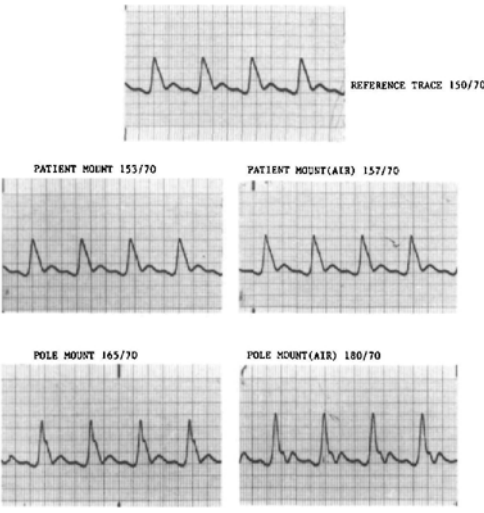 REFERENCE TRACE 150/70
PATIENT MOUNT 153/70
PATIENT MOUNT(AIR) 157/70
POLE MOUNT 165/70
POLE MOUNT(AIR) 180/70